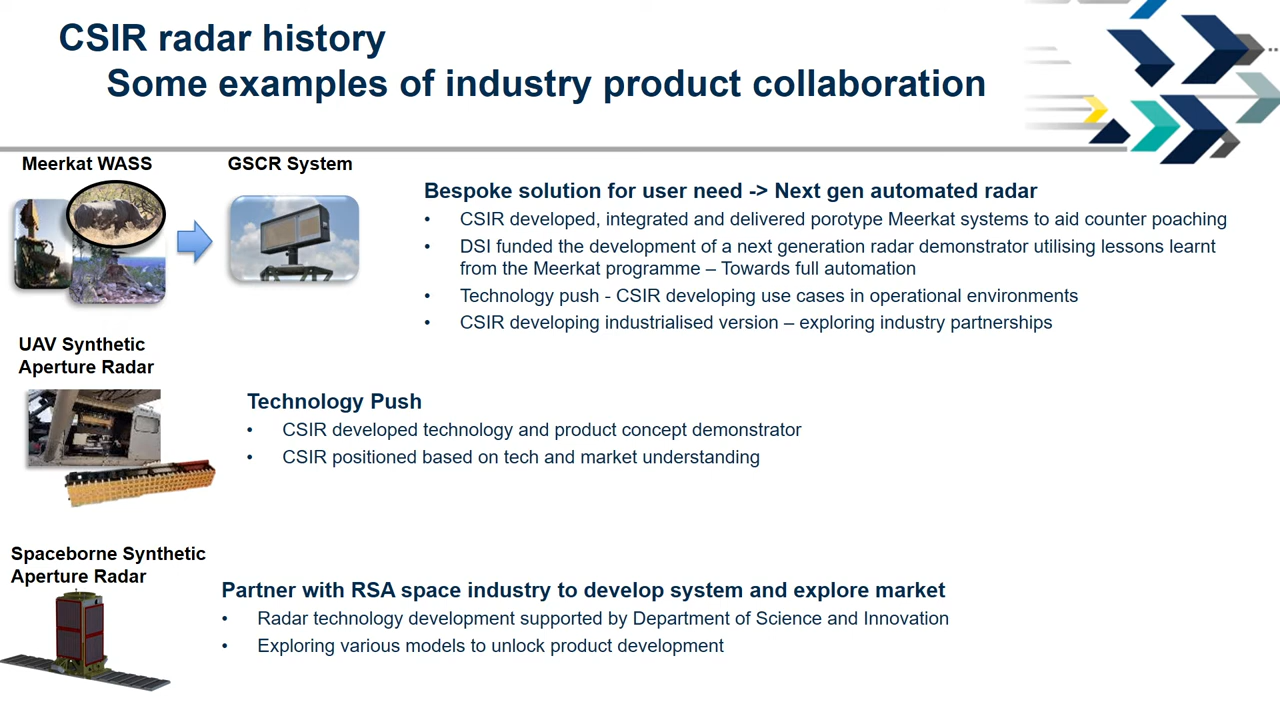 CSIR radar history
Some examples of industry product collaboration
Meerkat WASS
GSCR System
Bespoke solution for user need -> Next gen automated radar
• CSIR developed, integrated and delivered porotype Meerkat systems to aid counter poaching
• DSI funded the development of a next generation radar demonstrator utilising lessons learnt
from the Meerkat programme – Towards full automation
• Technology push - CSIR developing use cases in operational environments
• CSIR developing industrialised version – exploring industry partnerships
UAV Synthetic
Aperture Radar
Technology Push
• CSIR developed technology and product concept demonstrator
• CSIR positioned based on tech and market understanding
Spaceborne Synthetic
Aperture Radar
Partner with RSA space industry to develop system and explore market
• Radar technology development supported by Department of Science and Innovation
• Exploring various models to unlock product development